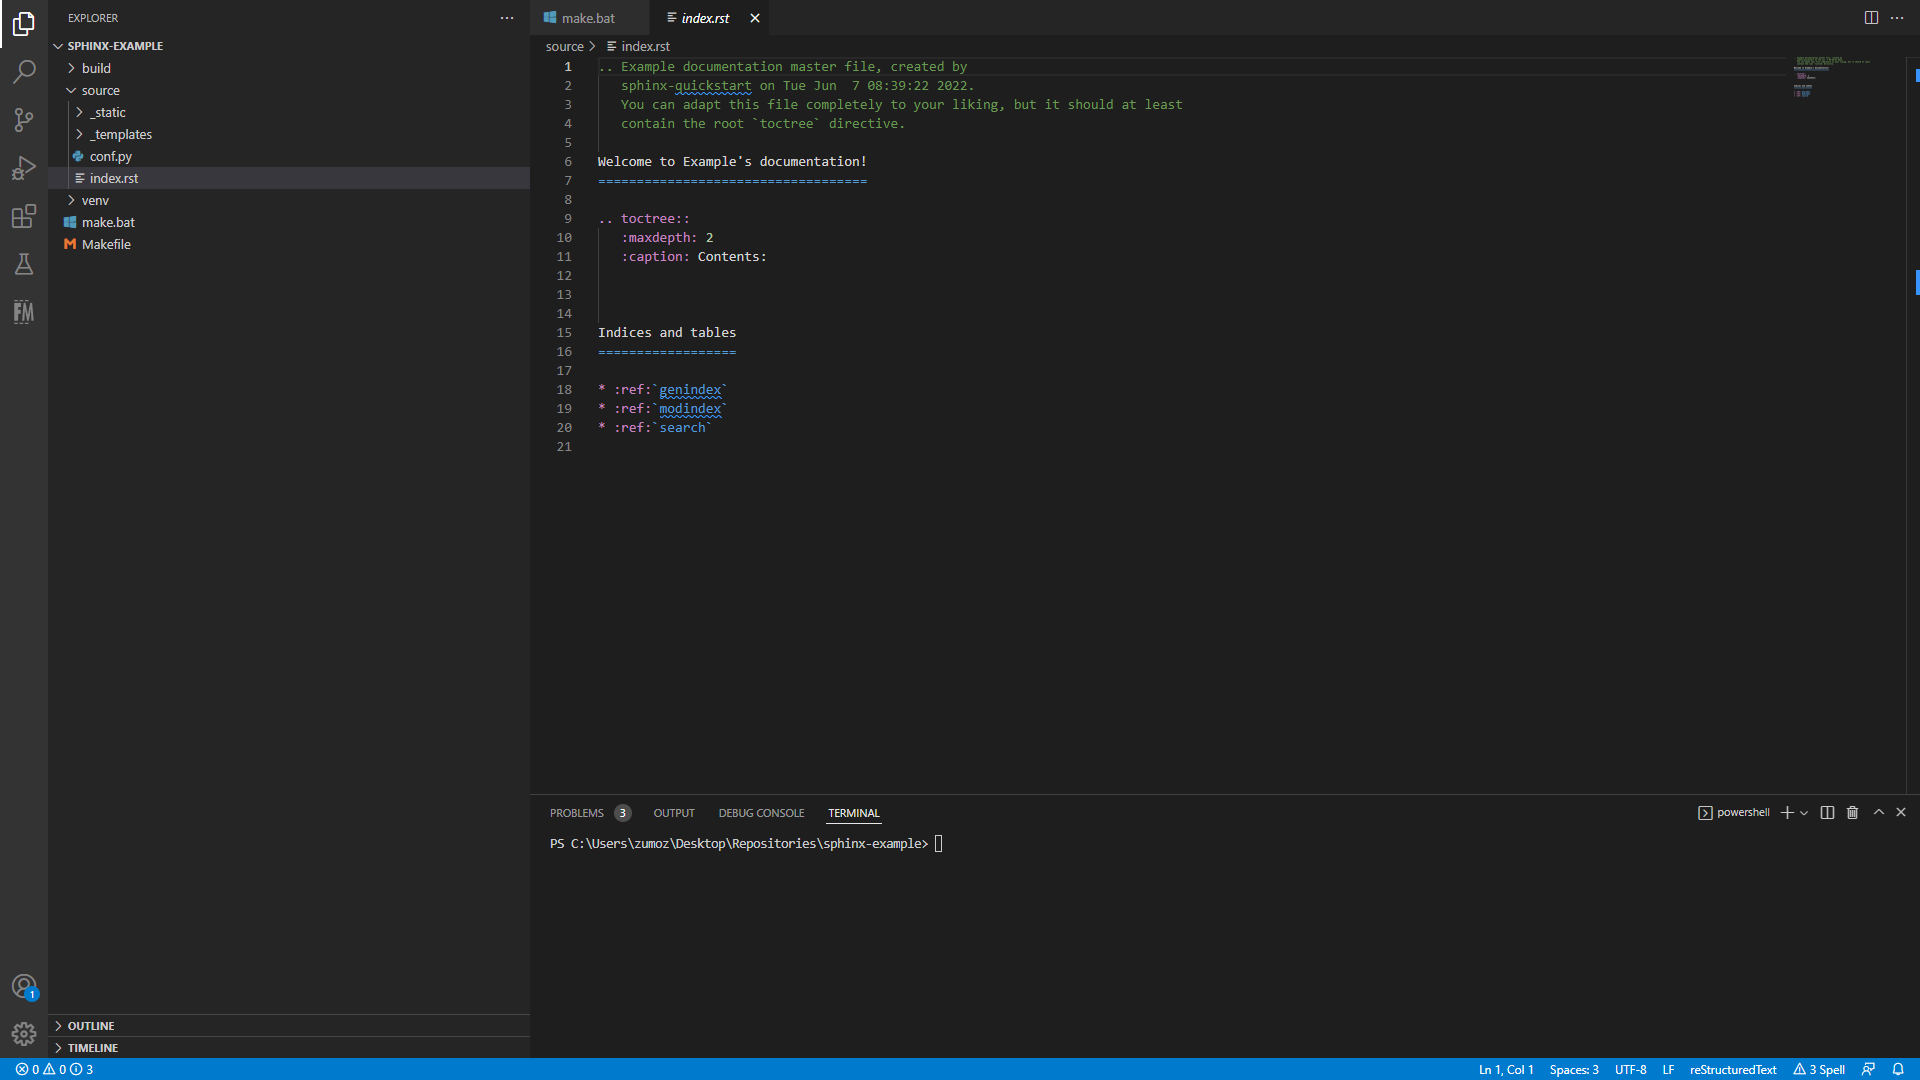 EXPLORER
SPHINX-EXAMPLE
build
source
_static
_templates
conf.py
index.rst
venv
make.bat
Makefile
FM
1
OUTLINE
TIMELINE
make.bat
index.rst
source > index.rst
1 .. Example documentation master file, created by
2 sphinx-quickstart on Tue Jun  7 08:39:22 2022.
3 You can adapt this file completely to your liking, but it should at least
4 contain the root `toctree` directive.
5
6 Welcome to Example's documentation!
7 ===================================
8
9 .. toctree::
10 :maxdepth: 2
11 :caption: Contents:
12
13
14
15 Indices and tables
16 ==================
17
18 * :ref:`genindex`
19 * :ref:`modindex`
20 * :ref:`search`
21
PROBLEMS 3 OUTPUT DEBUG CONSOLE TERMINAL
powershell
PS C:\Users\zumoz\Desktop\Repositories\sphinx-example>
0 0 3
Ln 1, Col 1 Spaces: 3 UTF-8 LF reStructuredText 3 Spell